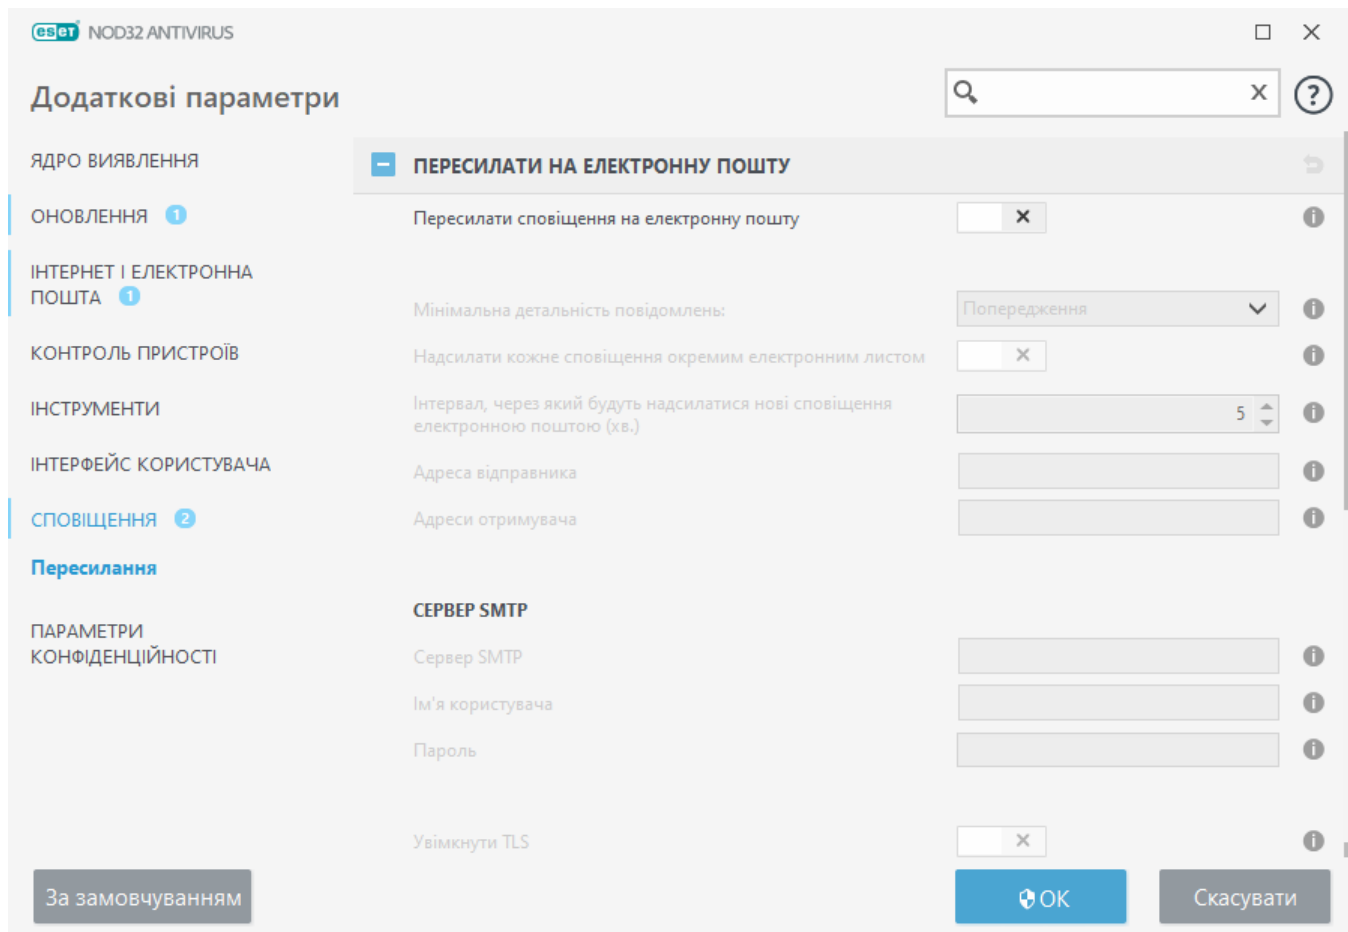 eset NOD32 ANTIVIRUS
Додаткові параметри
ЯДРО ВИЯВЛЕННЯ
ОНОВЛЕННЯ 1
ІНТЕРНЕТ І ЕЛЕКТРОННА
ПОШТА 1
КОНТРОЛЬ ПРИСТРОЇВ
ІНСТРУМЕНТИ
ІНТЕРФЕЙС КОРИСТУВАЧА
СПОВІЩЕННЯ 2
Пересилання
ПАРАМЕТРИ
КОНФІДЕНЦІЙНОСТІ
ПЕРЕСИЛАТИ НА ЕЛЕКТРОННУ ПОШТУ
Пересилати сповіщення на електронну пошту
Мінімальна детальність повідомлень:
Попередження
Надсилати кожне сповіщення окремим електронним листом
Інтервал, через який будуть надсилатися нові сповіщення
електронною поштою (хв.)
5
Адреса відправника
Адреси отримувача
СЕРВЕР SMTP
Сервер SMTP
Ім'я користувача
Пароль
Увімкнути TLS
За замовчуванням
ОК
Скасувати